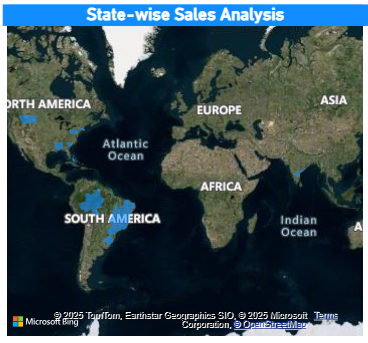 State-wise Sales Analysis
ORTH AMERICA
EUROPE
ASIA
Atlantic
Ocean
AFRICA
SOUTH AMERICA
Indian
Ocean
A
© 2025 TomTom, Earthstar Geographics SIO, © 2025 Microsoft Corporation, © OpenStreetMap Terms
Microsoft Bing